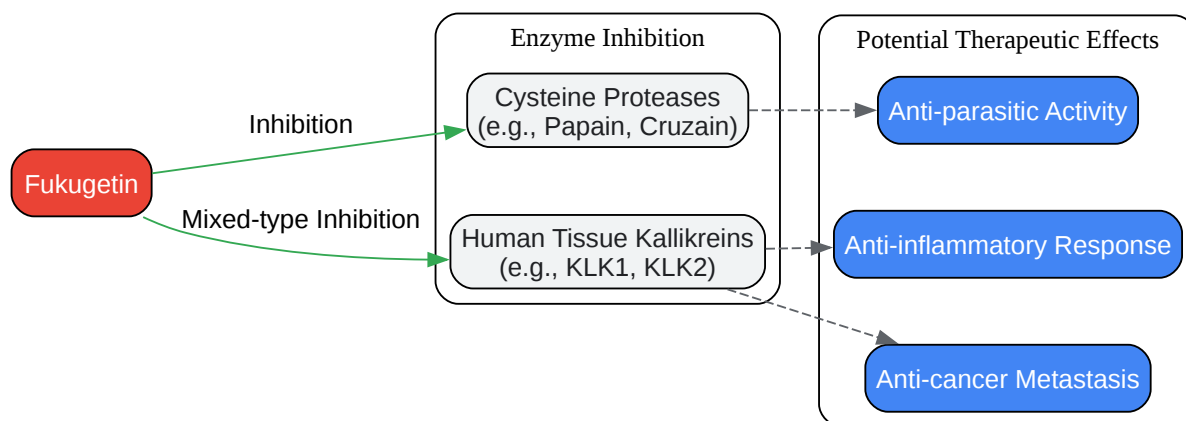 Enzyme Inhibition
Potential Therapeutic Effects
Cysteine Proteases
(e.g., Papain, Cruzain)
Anti-parasitic Activity
Inhibition
Fukugetin
Mixed-type Inhibition
Human Tissue Kallikreins
(e.g., KLK1, KLK2)
Anti-inflammatory Response
Anti-cancer Metastasis